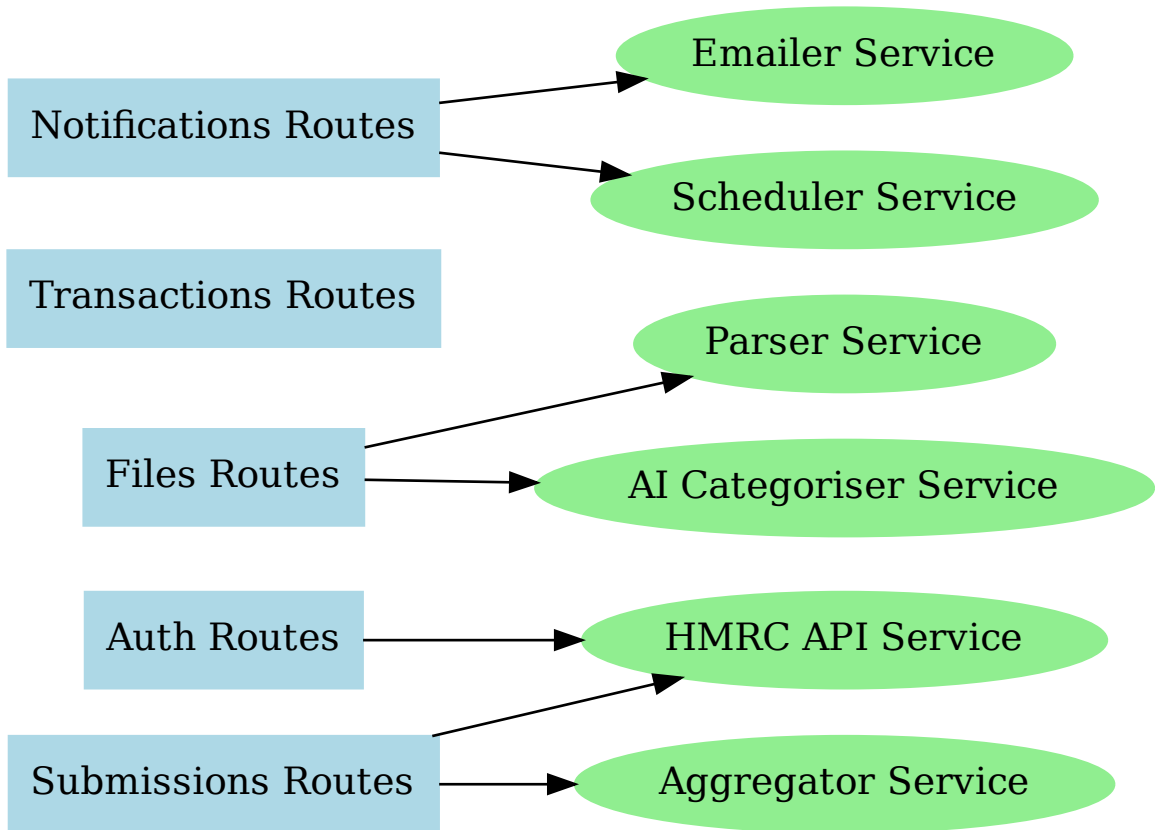 Emailer Service
Notifications Routes
Scheduler Service
Transactions Routes
Parser Service
Files Routes
AI Categoriser Service
Auth Routes
HMRC API Service
Submissions Routes
Aggregator Service